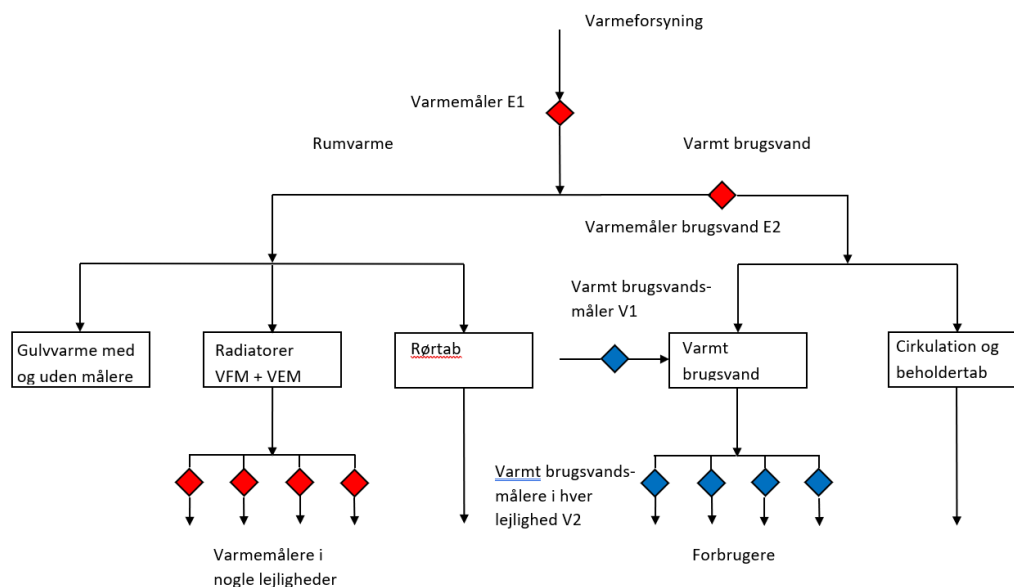 Varmeforsyning
Varmemåler E1
Rumvarme
Varmt brugsvand
Varmemåler brugsvand E2
Varmt brugsvands-
måler V1
Gulvvarme med
og uden målere
Radiatorer
VFM + VEM
Rørtab
Varmt
brugsvand
Cirkulation og
beholdertab
Varmt brugsvands-
målere i hver
lejlighed V2
Varmemålere i
nogle lejligheder
Forbrugere